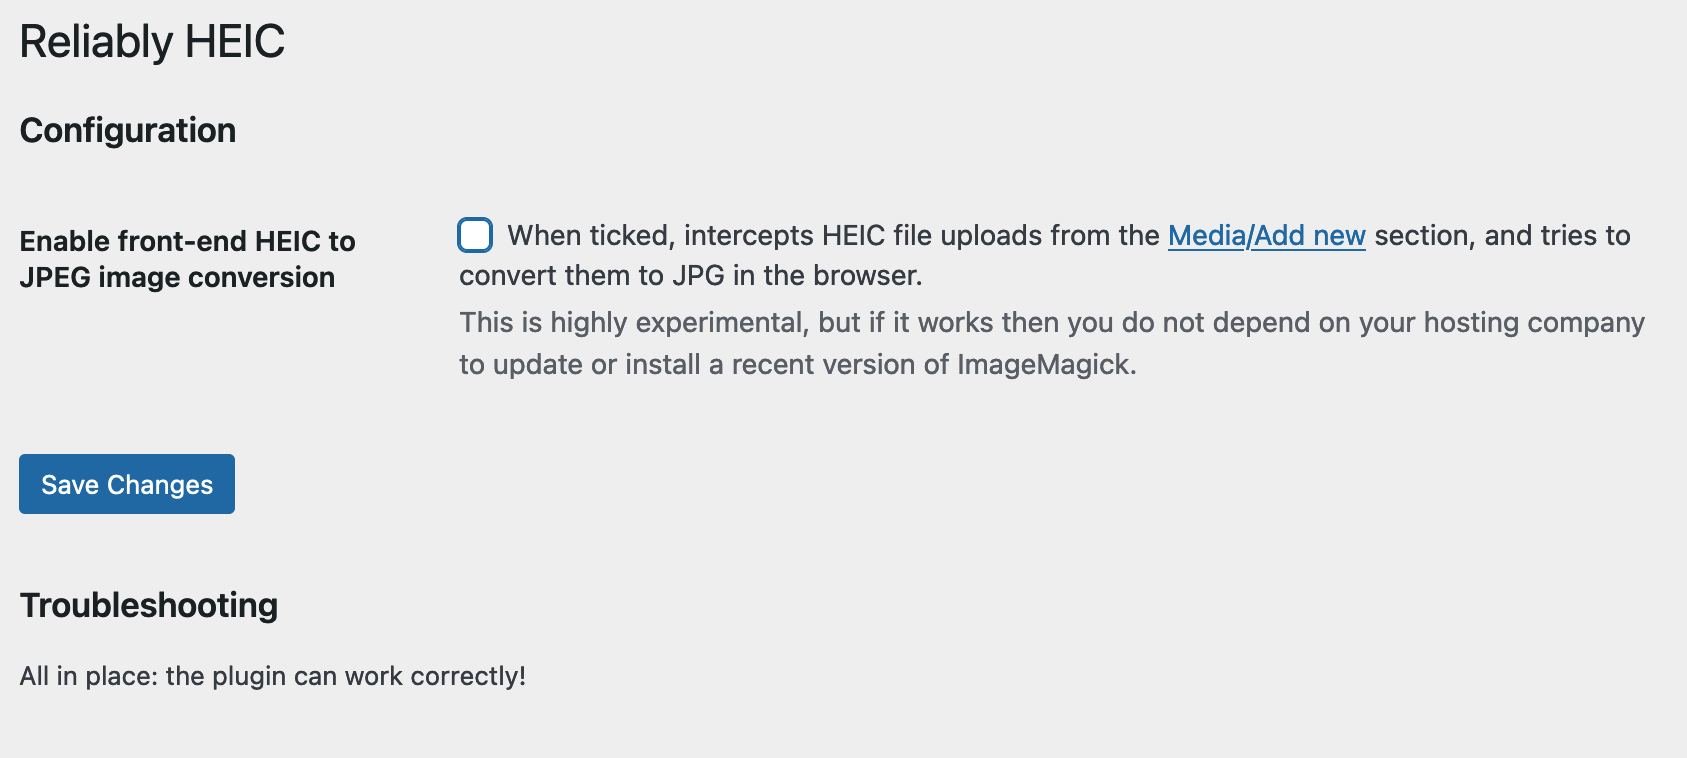 Reliably HEIC
Configuration
Enable front-end HEIC to
JPEG image conversion
When ticked, intercepts HEIC file uploads from the Media/Add new section, and tries to
convert them to JPG in the browser.
This is highly experimental, but if it works then you do not depend on your hosting company
to update or install a recent version of ImageMagick.
Save Changes
Troubleshooting
All in place: the plugin can work correctly!